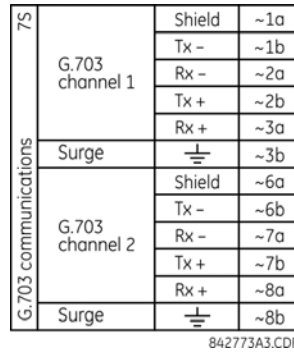 7S
G.703 communications
G.703
channel 1
Shield ~1a
Tx – ~1b
Rx – ~2a
Tx + ~2b
Rx + ~3a
Surge ~3b
G.703
channel 2
Shield ~6a
Tx – ~6b
Rx – ~7a
Tx + ~7b
Rx + ~8a
Surge ~8b
842773A3.CDR